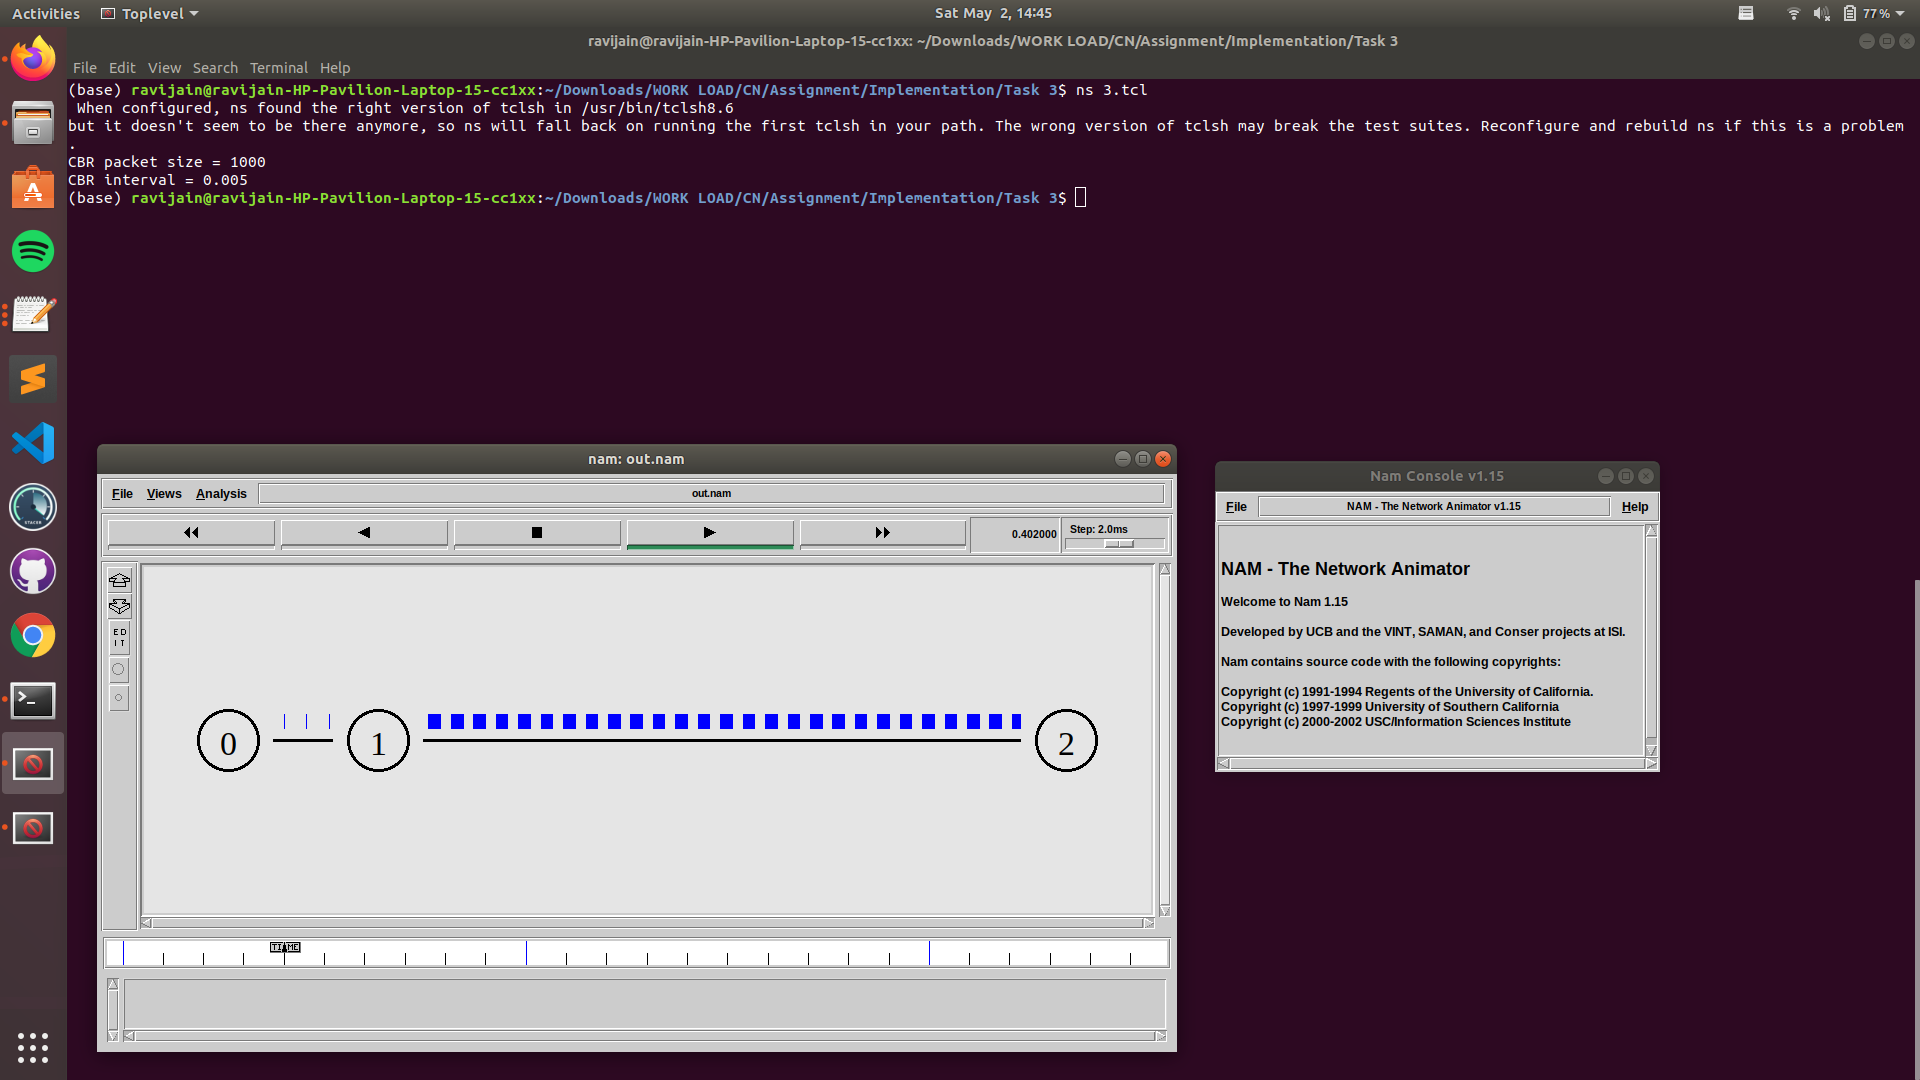 Activities Toplevel Sat May 2, 14:45 77%
ravijain@ravijain-HP-Pavilion-Laptop-15-cc1xx: ~/Downloads/WORK LOAD/CN/Assignment/Implementation/Task 3
File Edit View Search Terminal Help
(base) ravijain@ravijain-HP-Pavilion-Laptop-15-cc1xx:~/Downloads/WORK LOAD/CN/Assignment/Implementation/Task 3$ ns 3.tcl
When configured, ns found the right version of tclsh in /usr/bin/tclsh8.6
but it doesn't seem to be there anymore, so ns will fall back on running the first tclsh in your path. The wrong version of tclsh may break the test suites. Reconfigure and rebuild ns if this is a problem
.
CBR packet size = 1000
CBR interval = 0.005
(base) ravijain@ravijain-HP-Pavilion-Laptop-15-cc1xx:~/Downloads/WORK LOAD/CN/Assignment/Implementation/Task 3$
nam: out.nam
File Views Analysis out.nam
0.402000 Step: 2.0ms
ED
IT
0 1 2
TIME
Nam Console v1.15
File NAM - The Network Animator v1.15 Help
NAM - The Network Animator
Welcome to Nam 1.15
Developed by UCB and the VINT, SAMAN, and Conser projects at ISI.
Nam contains source code with the following copyrights:
Copyright (c) 1991-1994 Regents of the University of California.
Copyright (c) 1997-1999 University of Southern California
Copyright (c) 2000-2002 USC/Information Sciences Institute
STACER